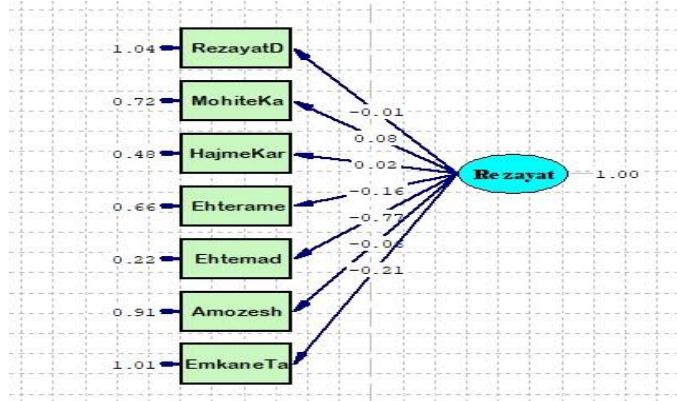 1.04 RezayatD
-0.01
0.72 MohiteKa
0.08
0.48 HajmeKar
0.02
Rezayat 1.00
-0.16
0.66 Ehterame
-0.77
0.22 Ehtemad
-0.21
0.91 Amozesh
1.01 EmkaneTa